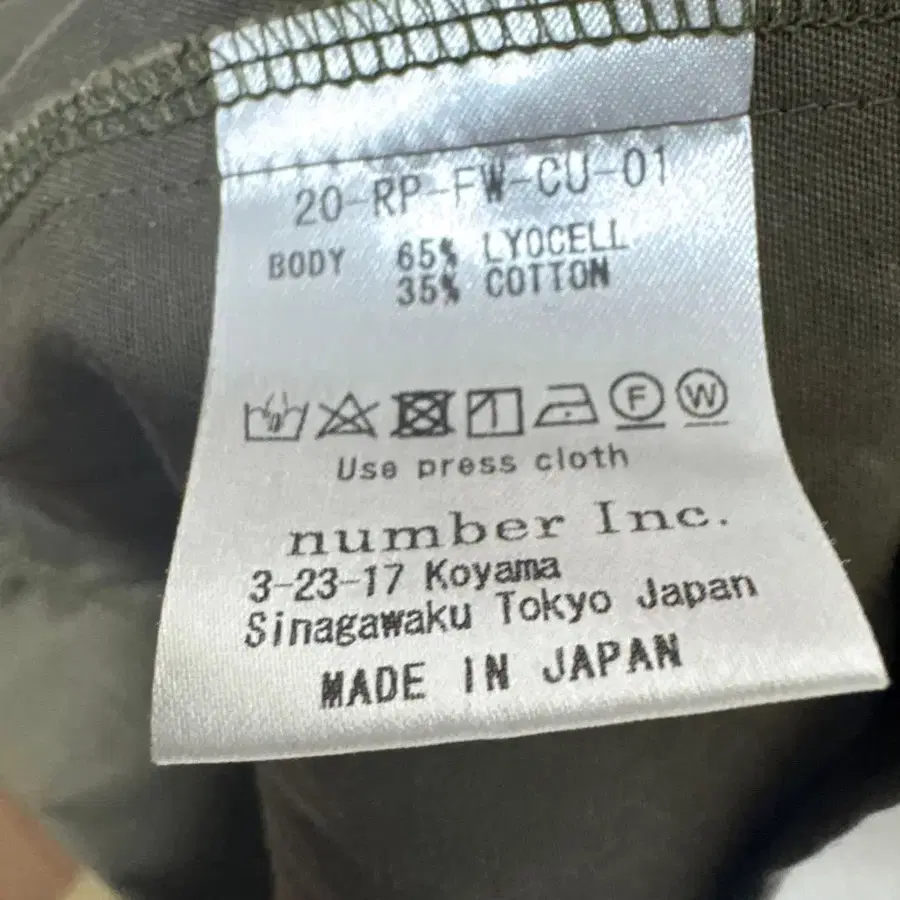 20-RP-FW-CU-01
BODY 65% LYOCELL
35% COTTON
F W
Use press cloth
number Inc.
3-23-17 Koyama
Sinagawaku Tokyo Japan
MADE IN JAPAN